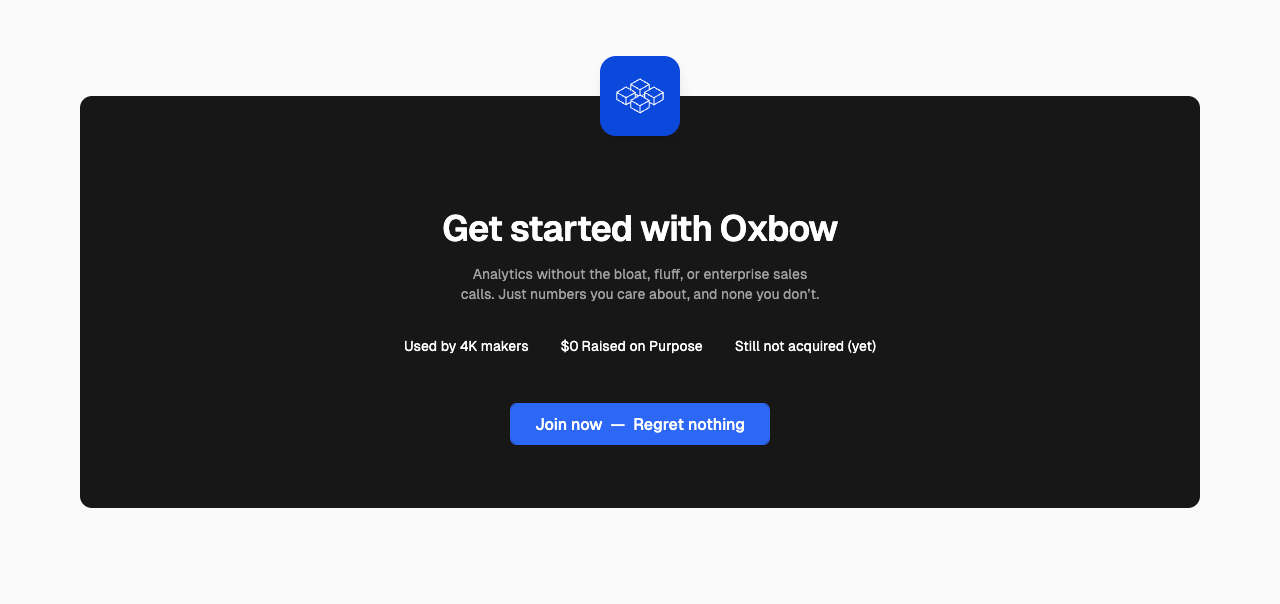 Get started with Oxbow
Analytics without the bloat, fluff, or enterprise sales
calls. Just numbers you care about, and none you don’t.
Used by 4K makers $0 Raised on Purpose Still not acquired (yet)
Join now — Regret nothing